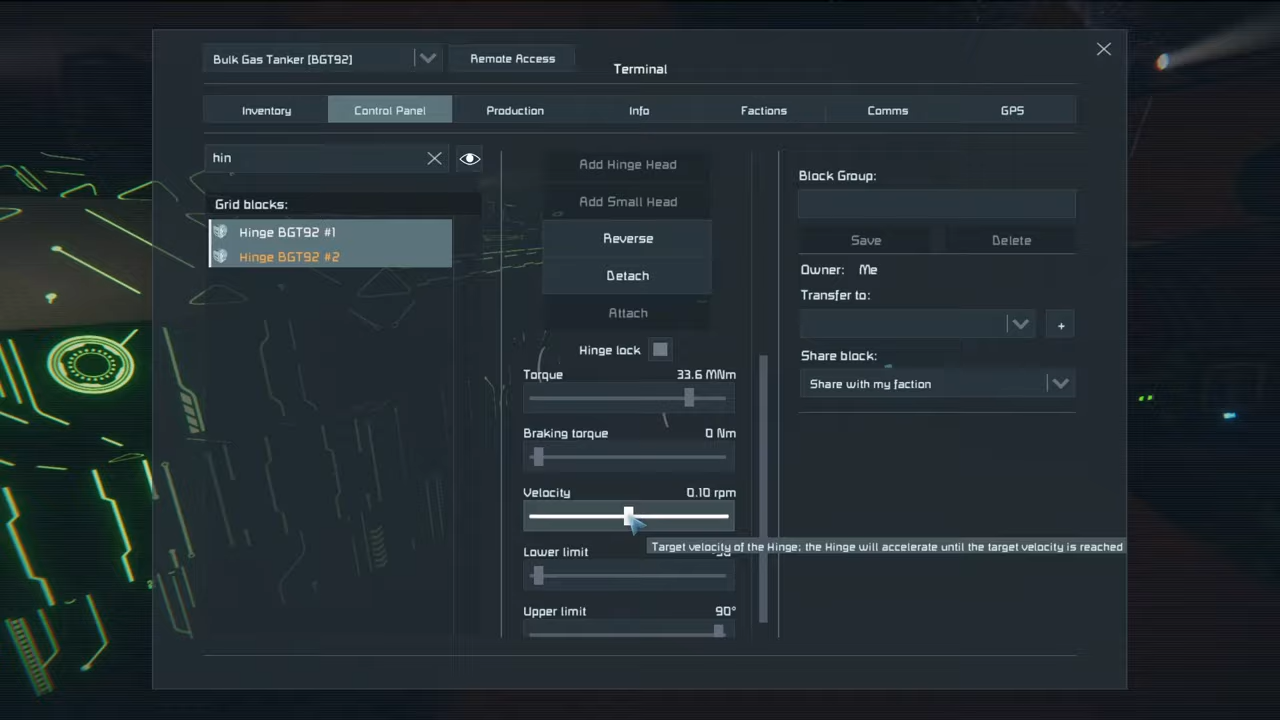 Bulk Gas Tanker [BGT92]
Remote Access
Terminal
Inventory
Control Panel
Production
Info
Factions
Comms
GPS
hin
Grid blocks:
Hinge BGT92 #1
Hinge BGT92 #2
Add Hinge Head
Add Small Head
Reverse
Detach
Attach
Hinge lock
Torque 33.6 MNm
Braking torque 0 Nm
Velocity 0.10 rpm
Target velocity of the Hinge; the Hinge will accelerate until the target velocity is reached
Lower limit
Upper limit 90°
Block Group:
Save
Delete
Owner: Me
Transfer to:
+
Share block:
Share with my faction